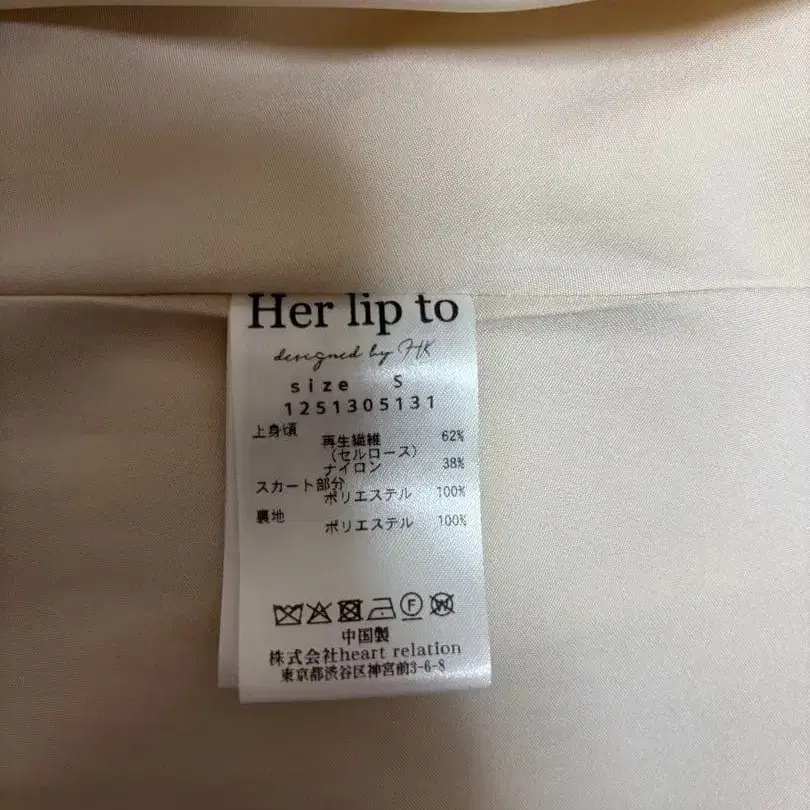 Her lip to
designed by HK
size S
1251305131
上身頃
再生繊維 62%
(セルロース)
ナイロン 38%
スカート部分
ポリエステル 100%
裏地
ポリエステル 100%
F W
中国製
株式会社heart relation
東京都渋谷区神宮前3-6-8